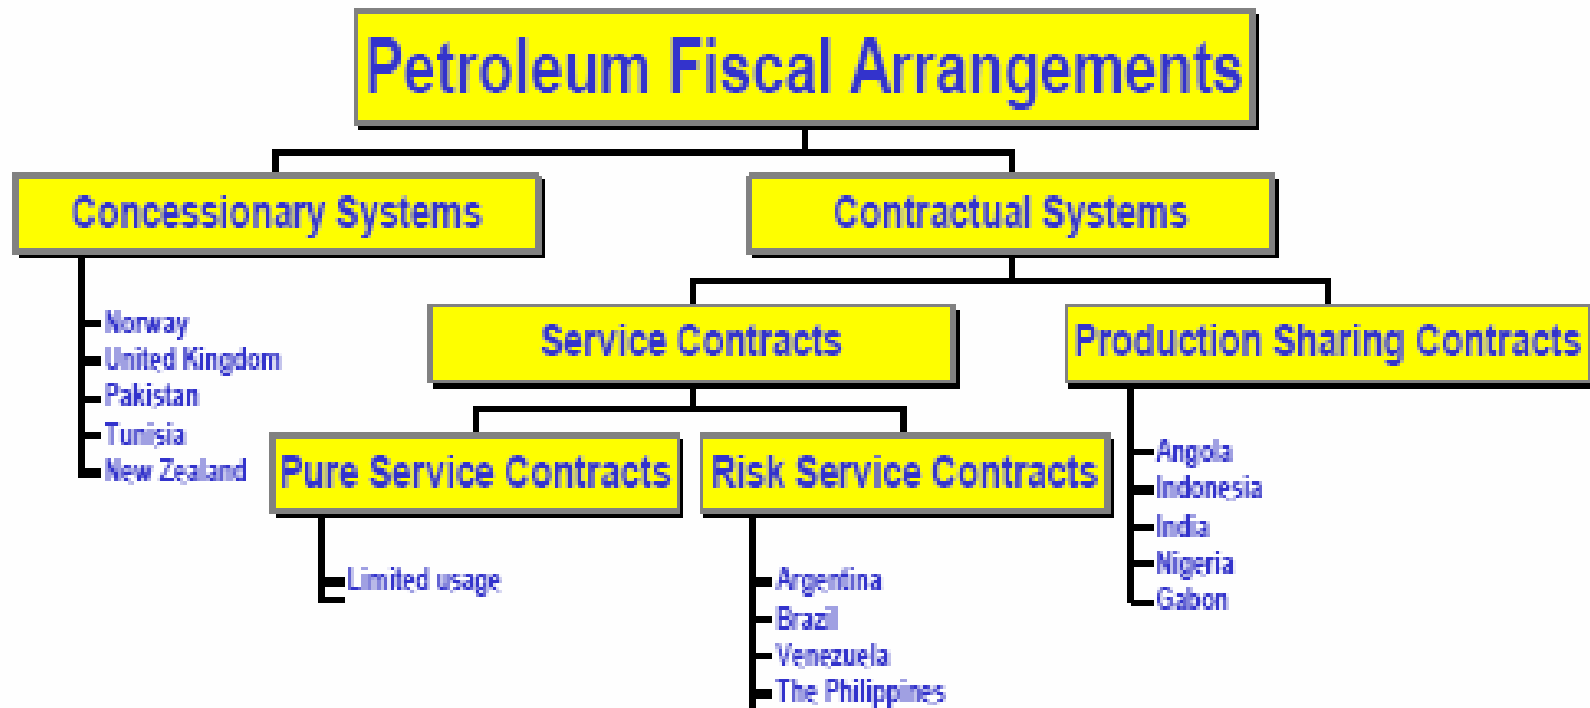 Petroleum Fiscal Arrangements
Concessionary Systems
Contractual Systems
Norway
United Kingdom
Pakistan
Tunisia
New Zealand
Service Contracts
Production Sharing Contracts
Pure Service Contracts
Risk Service Contracts
Limited usage
Argentina
Brazil
Venezuela
The Philippines
Angola
Indonesia
India
Nigeria
Gabon